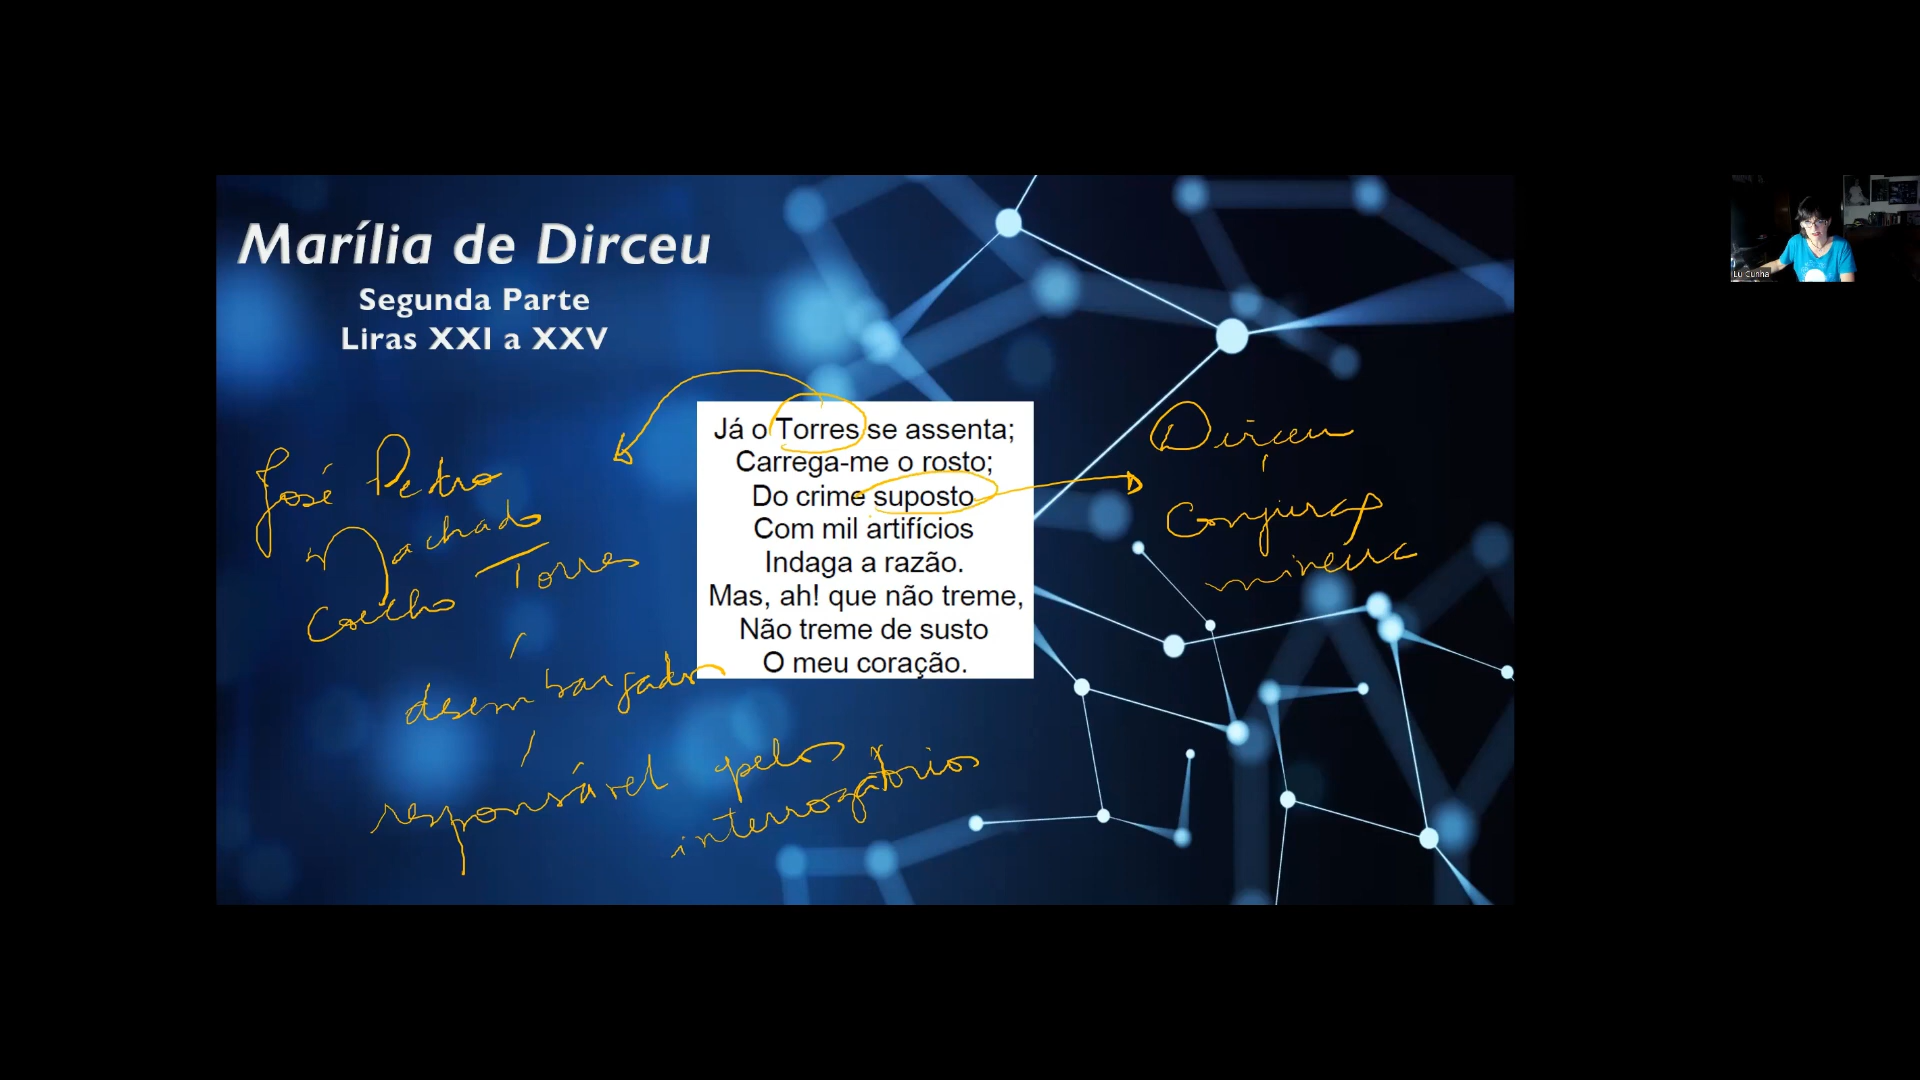 Marília de Dirceu
Segunda Parte
Liras XXI a XXV
Já o Torres se assenta;
Carrega-me o rosto;
Do crime suposto
Com mil artifícios
Indaga a razão.
Mas, ah! que não treme,
Não treme de susto
O meu coração.
José Pedro
Machado
Coelho Torres
desembargador
responsável pelos
interrogatórios
Dirceu
Conjuração
mineira
Lu Cunha